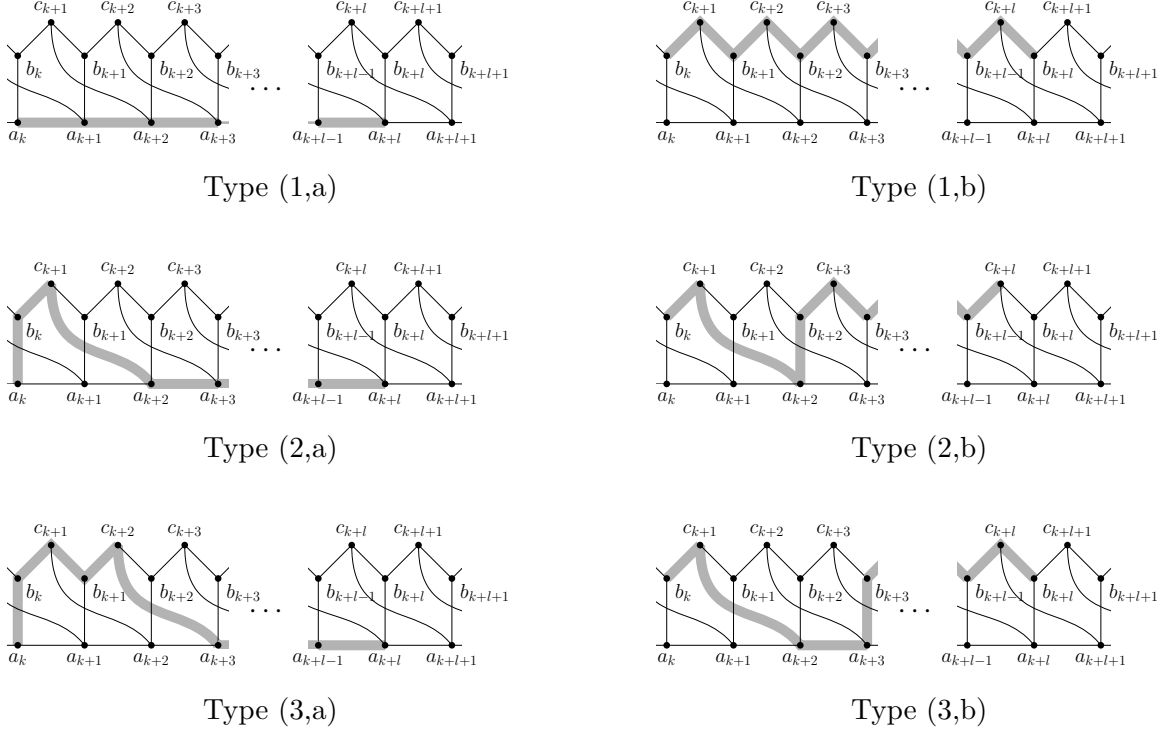 c_{k+1} c_{k+2} c_{k+3} c_{k+l} c_{k+l+1}
b_k b_{k+1} b_{k+2} b_{k+3} b_{k+l−1} b_{k+l} b_{k+l+1}
···
a_k a_{k+1} a_{k+2} a_{k+3} a_{k+l−1} a_{k+l} a_{k+l+1}
Type (1,a)
c_{k+1} c_{k+2} c_{k+3} c_{k+l} c_{k+l+1}
b_k b_{k+1} b_{k+2} b_{k+3} b_{k+l−1} b_{k+l} b_{k+l+1}
···
a_k a_{k+1} a_{k+2} a_{k+3} a_{k+l−1} a_{k+l} a_{k+l+1}
Type (1,b)
c_{k+1} c_{k+2} c_{k+3} c_{k+l} c_{k+l+1}
b_k b_{k+1} b_{k+2} b_{k+3} b_{k+l−1} b_{k+l} b_{k+l+1}
···
a_k a_{k+1} a_{k+2} a_{k+3} a_{k+l−1} a_{k+l} a_{k+l+1}
Type (2,a)
c_{k+1} c_{k+2} c_{k+3} c_{k+l} c_{k+l+1}
b_k b_{k+1} b_{k+2} b_{k+3} b_{k+l−1} b_{k+l} b_{k+l+1}
···
a_k a_{k+1} a_{k+2} a_{k+3} a_{k+l−1} a_{k+l} a_{k+l+1}
Type (2,b)
c_{k+1} c_{k+2} c_{k+3} c_{k+l} c_{k+l+1}
b_k b_{k+1} b_{k+2} b_{k+3} b_{k+l−1} b_{k+l} b_{k+l+1}
···
a_k a_{k+1} a_{k+2} a_{k+3} a_{k+l−1} a_{k+l} a_{k+l+1}
Type (3,a)
c_{k+1} c_{k+2} c_{k+3} c_{k+l} c_{k+l+1}
b_k b_{k+1} b_{k+2} b_{k+3} b_{k+l−1} b_{k+l} b_{k+l+1}
···
a_k a_{k+1} a_{k+2} a_{k+3} a_{k+l−1} a_{k+l} a_{k+l+1}
Type (3,b)